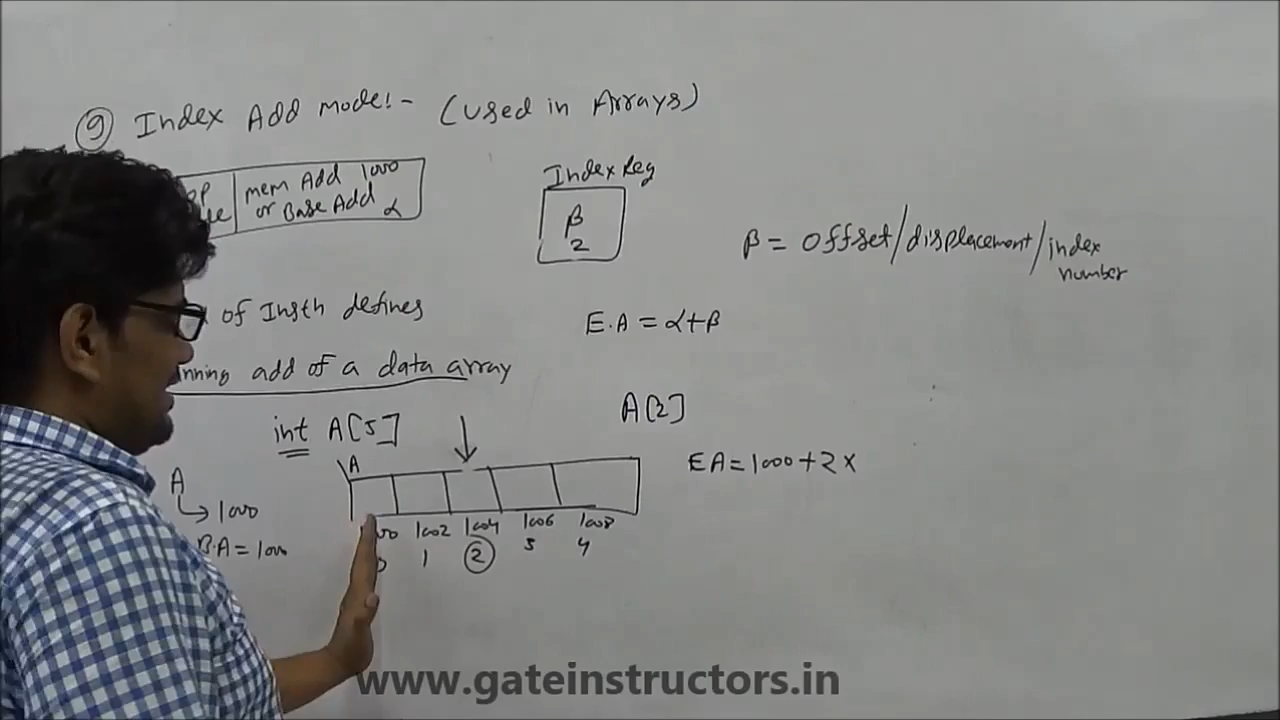 9 Index Add mode:- (Used in Arrays)
mem Add 1000
or Base Add α
Index Reg
β
2
β = offset/displacement/index
number
of Instn defines
E.A = α+β
add of a data array
int A[5]
A[2]
A
A
1000
EA = 1000+2×
1002 1004 1006 1008
B.A = 1000
1 2 3 4
www.gateinstructors.in